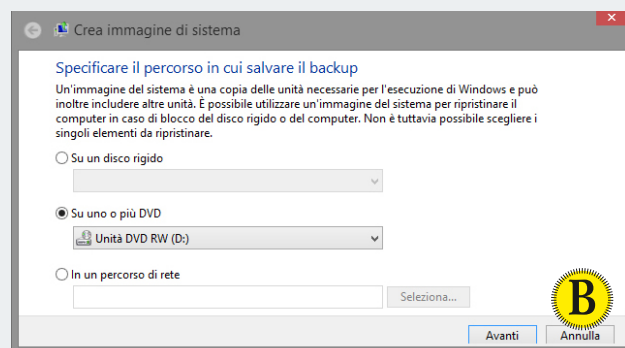 Crea immagine di sistema
Specificare il percorso in cui salvare il backup
Un'immagine del sistema è una copia delle unità necessarie per l'esecuzione di Windows e può
inoltre includere altre unità. È possibile utilizzare un'immagine del sistema per ripristinare il
computer in caso di blocco del disco rigido o del computer. Non è tuttavia possibile scegliere i
singoli elementi da ripristinare.
Su un disco rigido
Su uno o più DVD
Unità DVD RW (D:)
In un percorso di rete
Seleziona...
B
Avanti
Annulla